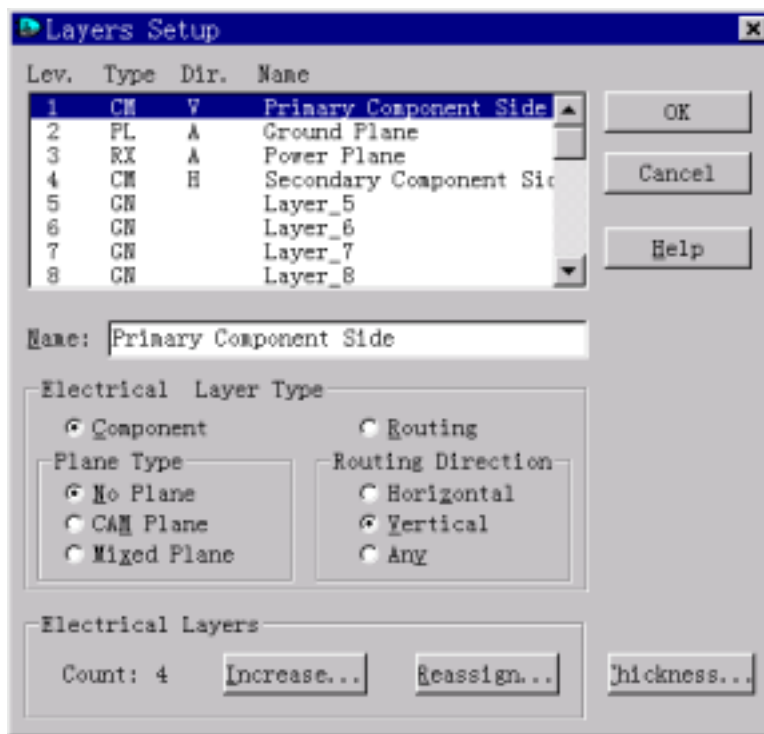 Layers Setup
Lev. Type Dir. Name
1 CM V Primary Component Side
2 PL A Ground Plane
3 RX A Power Plane
4 CM H Secondary Component Sid
5 GN Layer_5
6 GN Layer_6
7 GN Layer_7
8 GN Layer_8
OK
Cancel
Help
Name: Primary Component Side
Electrical Layer Type
Component Routing
Plane Type Routing Direction
No Plane Horizontal
CAM Plane Vertical
Mixed Plane Any
Electrical Layers
Count: 4 Increase... Reassign... Thickness...